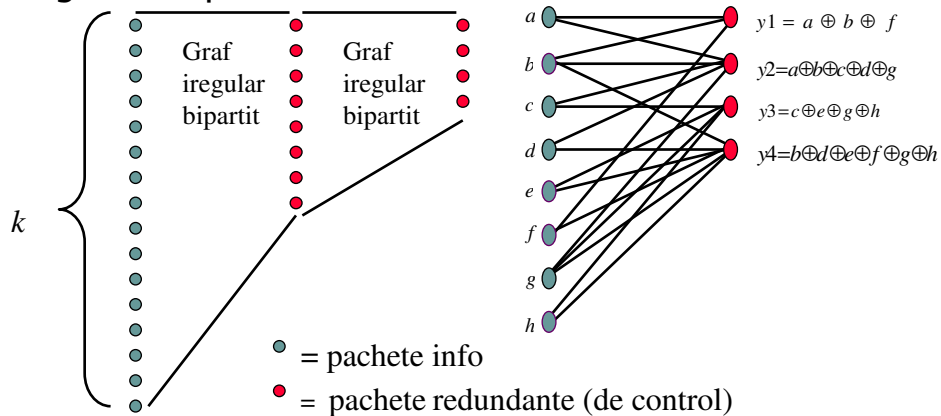 k
Graf
iregular
bipartit
Graf
iregular
bipartit
= pachete info
= pachete redundante (de control)
a
b
c
d
e
f
g
h
y1 = a ⊕ b ⊕ f
y2=a⊕b⊕c⊕d⊕g
y3=c⊕e⊕g⊕h
y4=b⊕d⊕e⊕f⊕g⊕h